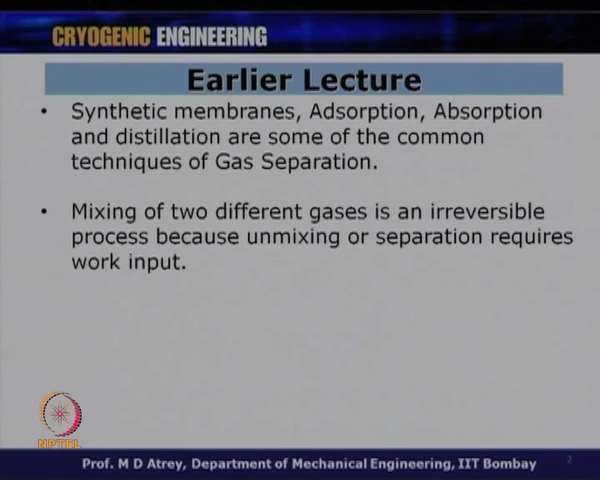 CRYOGENIC ENGINEERING
Earlier Lecture
• Synthetic membranes, Adsorption, Absorption
and distillation are some of the common
techniques of Gas Separation.
• Mixing of two different gases is an irreversible
process because unmixing or separation requires
work input.
NPTEL
Prof. M D Atrey, Department of Mechanical Engineering, IIT Bombay
2